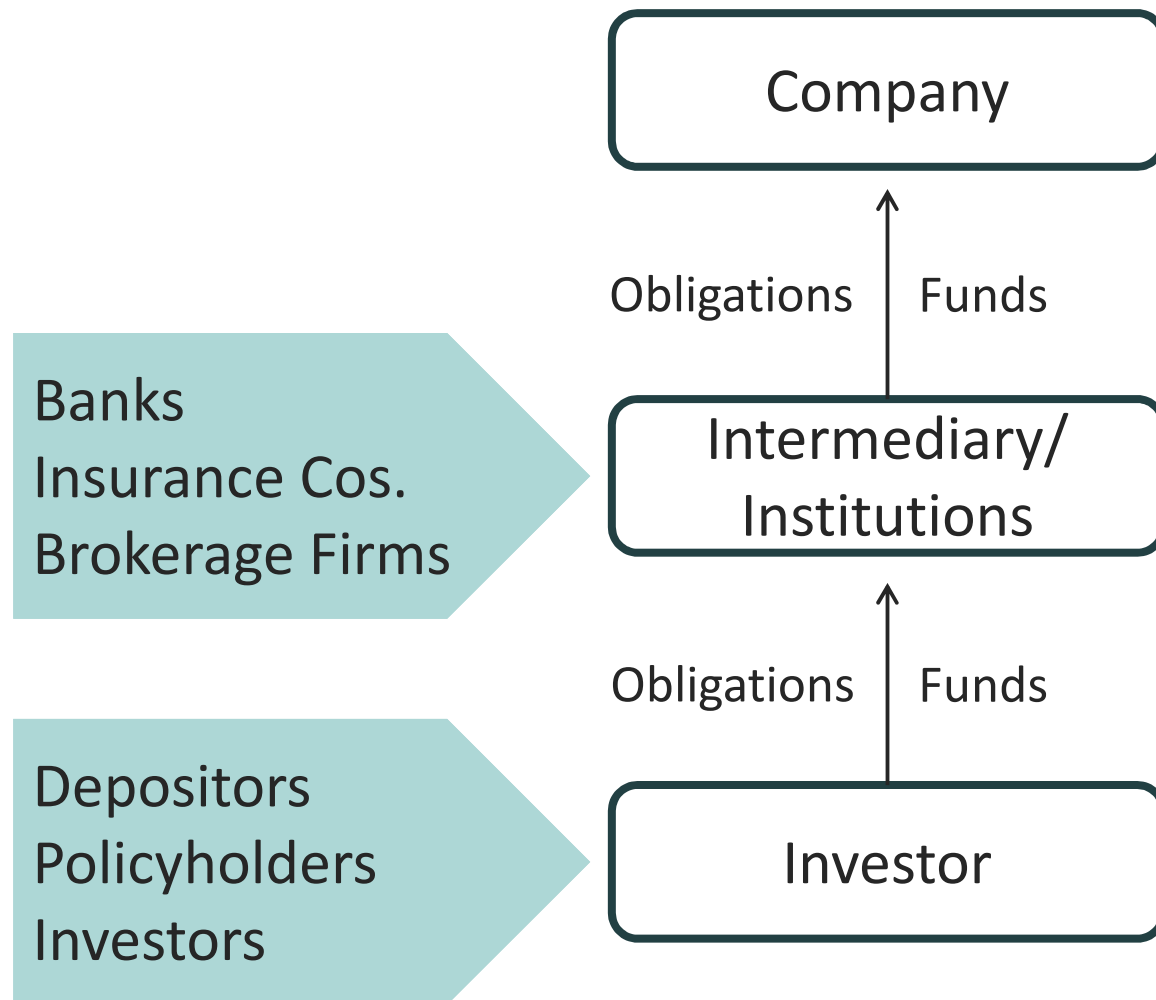 Company
Obligations Funds
Banks
Insurance Cos.
Brokerage Firms
Intermediary/
Institutions
Obligations Funds
Depositors
Policyholders
Investors
Investor